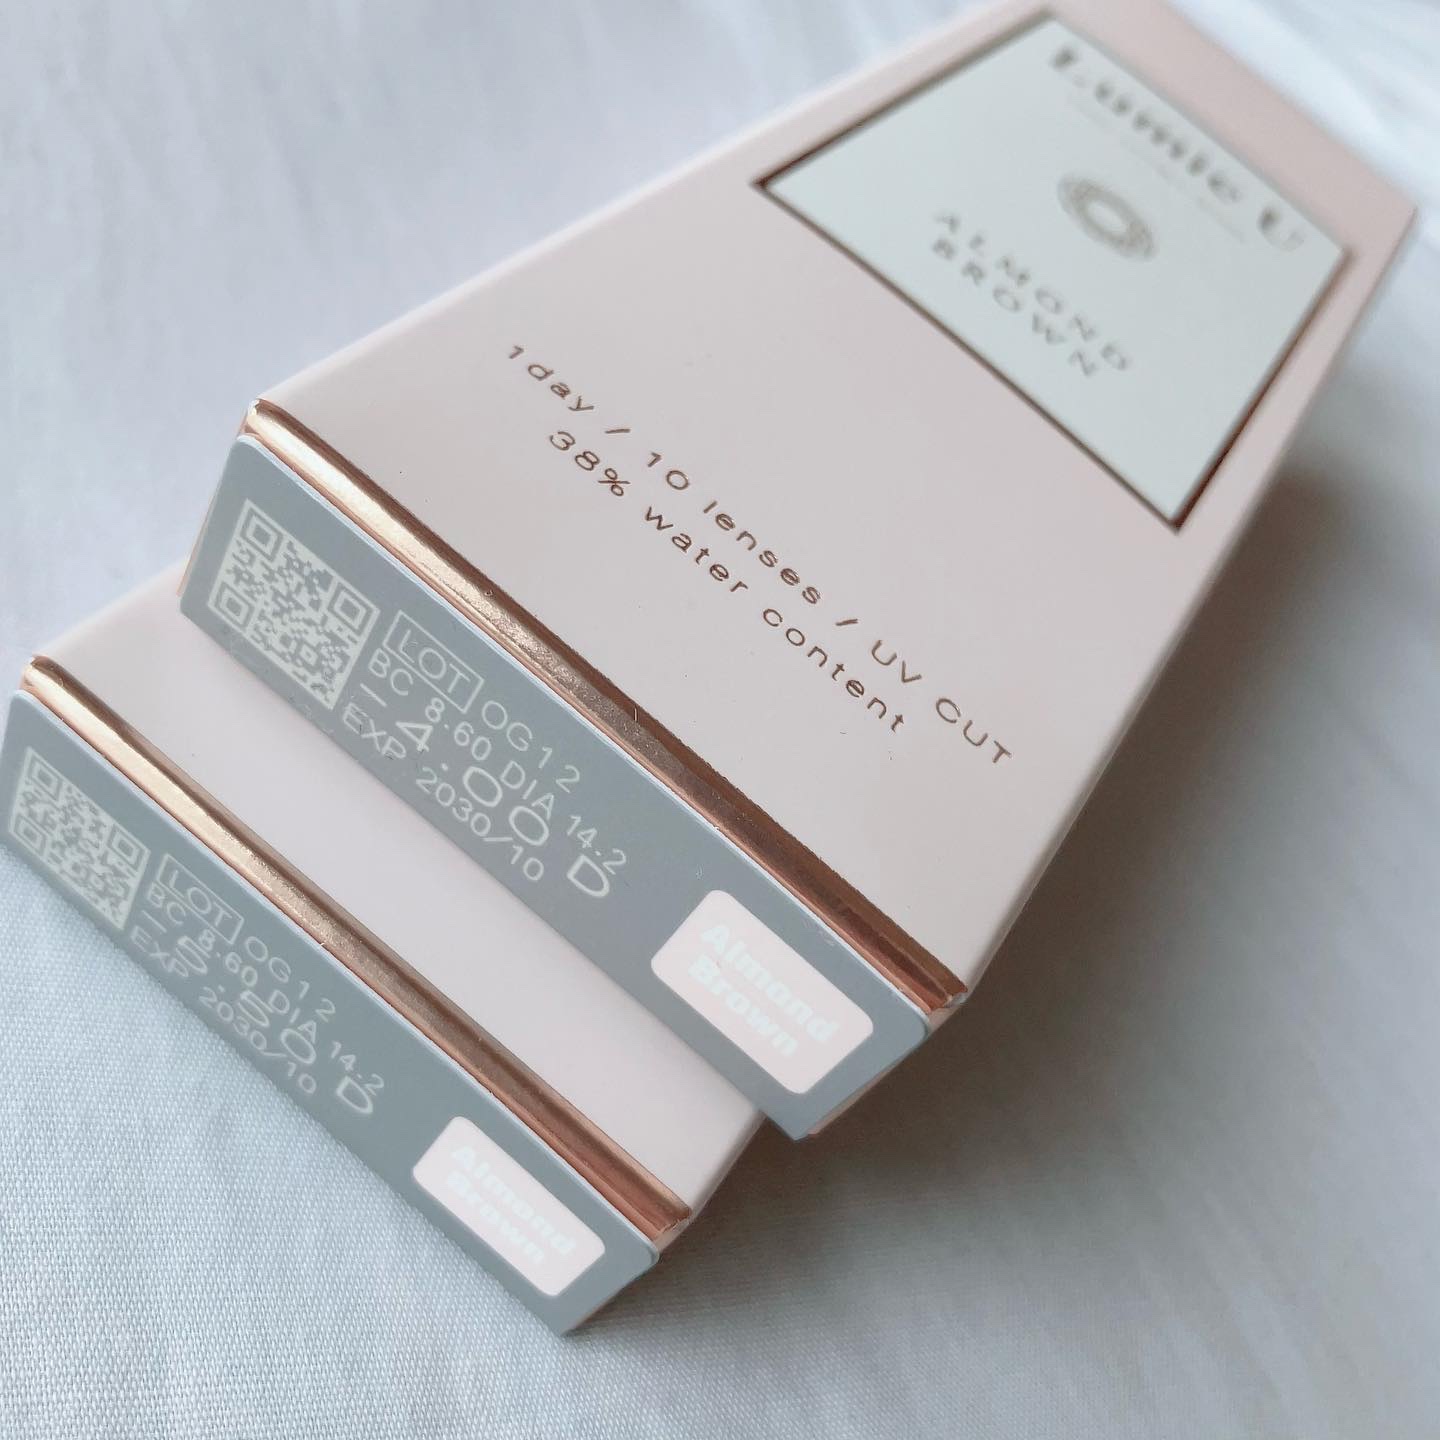 Lumie U
ALMOND
BROWN
1day / 10 lenses / UV CUT
38% water content
LOT OG12
BC 8.60 DIA 14.2
-4.00 D
EXP 2030/10
Almond
Brown
LOT OG12
BC 8.60 DIA 14.2
-5.50 D
EXP 2030/10
Almond
Brown